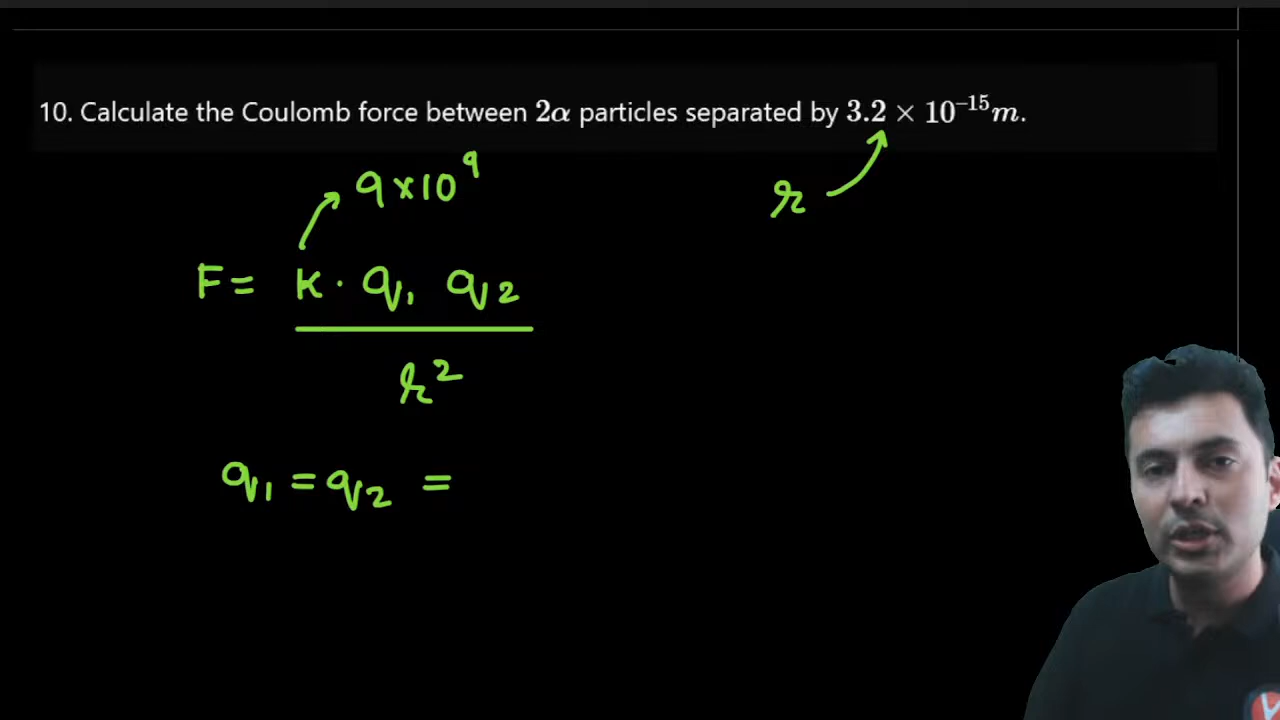 10. Calculate the Coulomb force between 2α particles separated by 3.2 × 10⁻¹⁵m.
9×10⁹
r
F = K · q₁ q₂
r²
q₁ = q₂ =